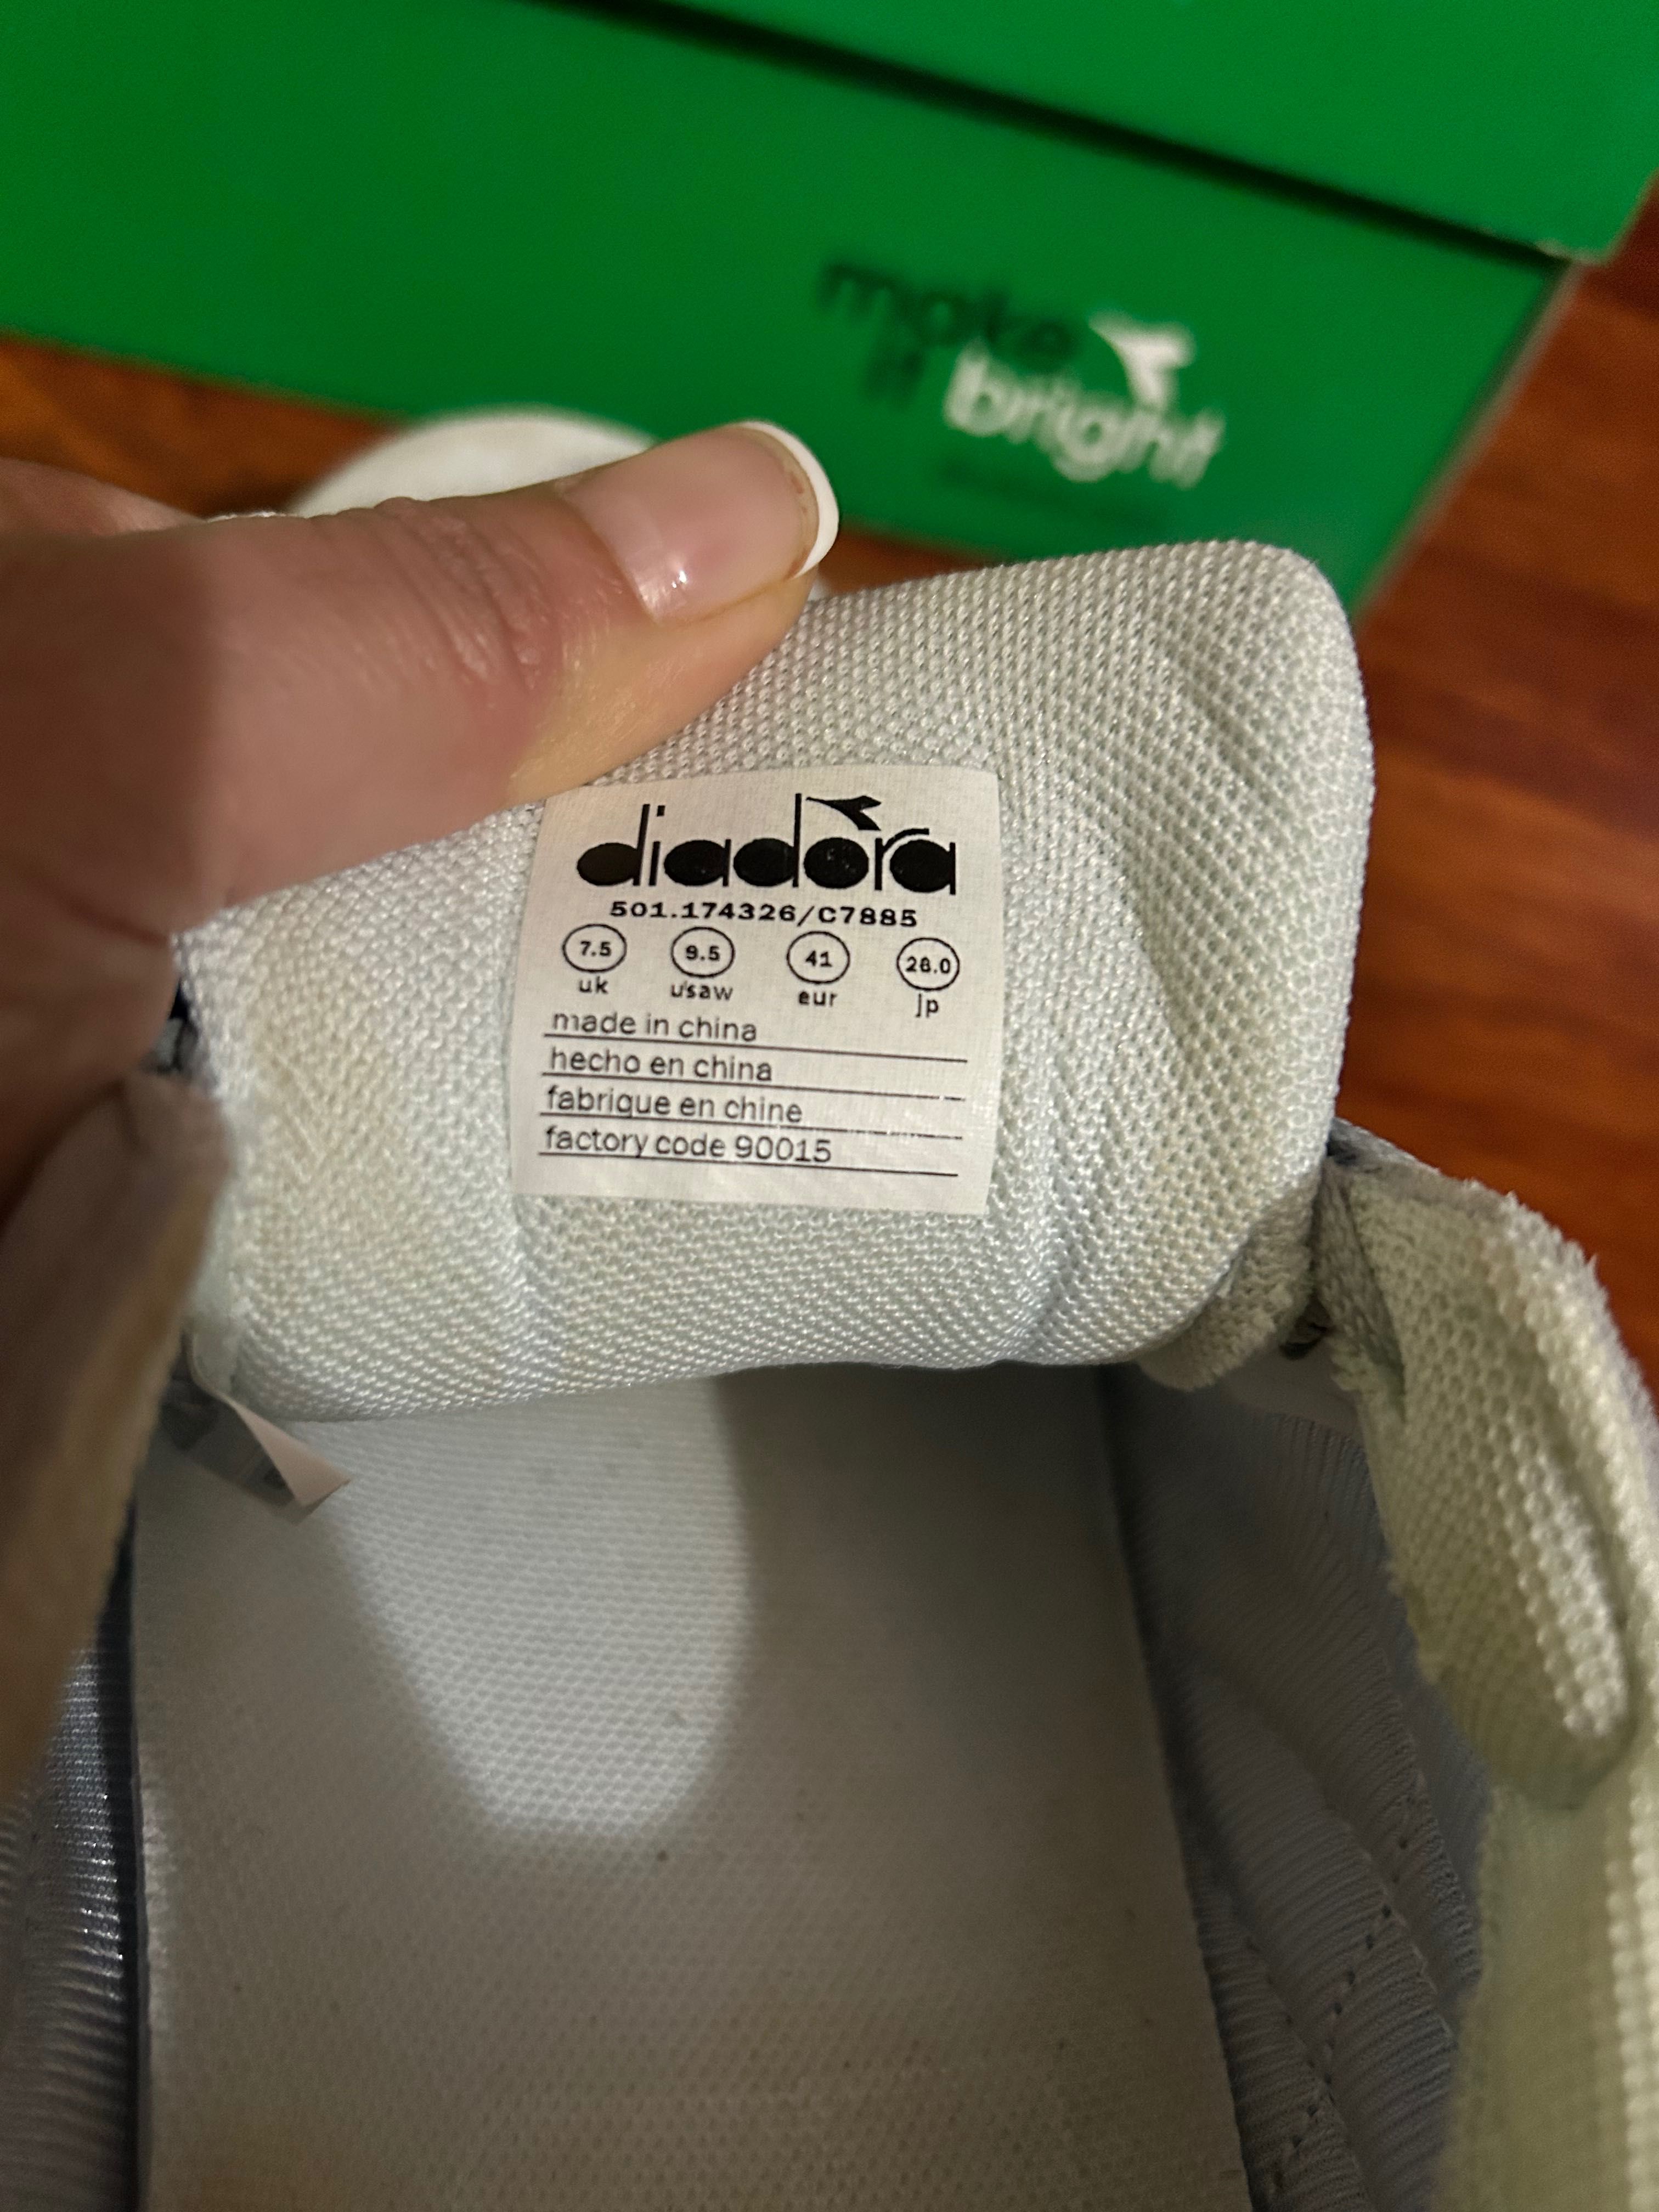 make
it bright
diadora
501.174326/C7885
7.5 9.5 41 26.0
uk usaw eur jp
made in china
hecho en china
fabrique en chine
factory code 90015